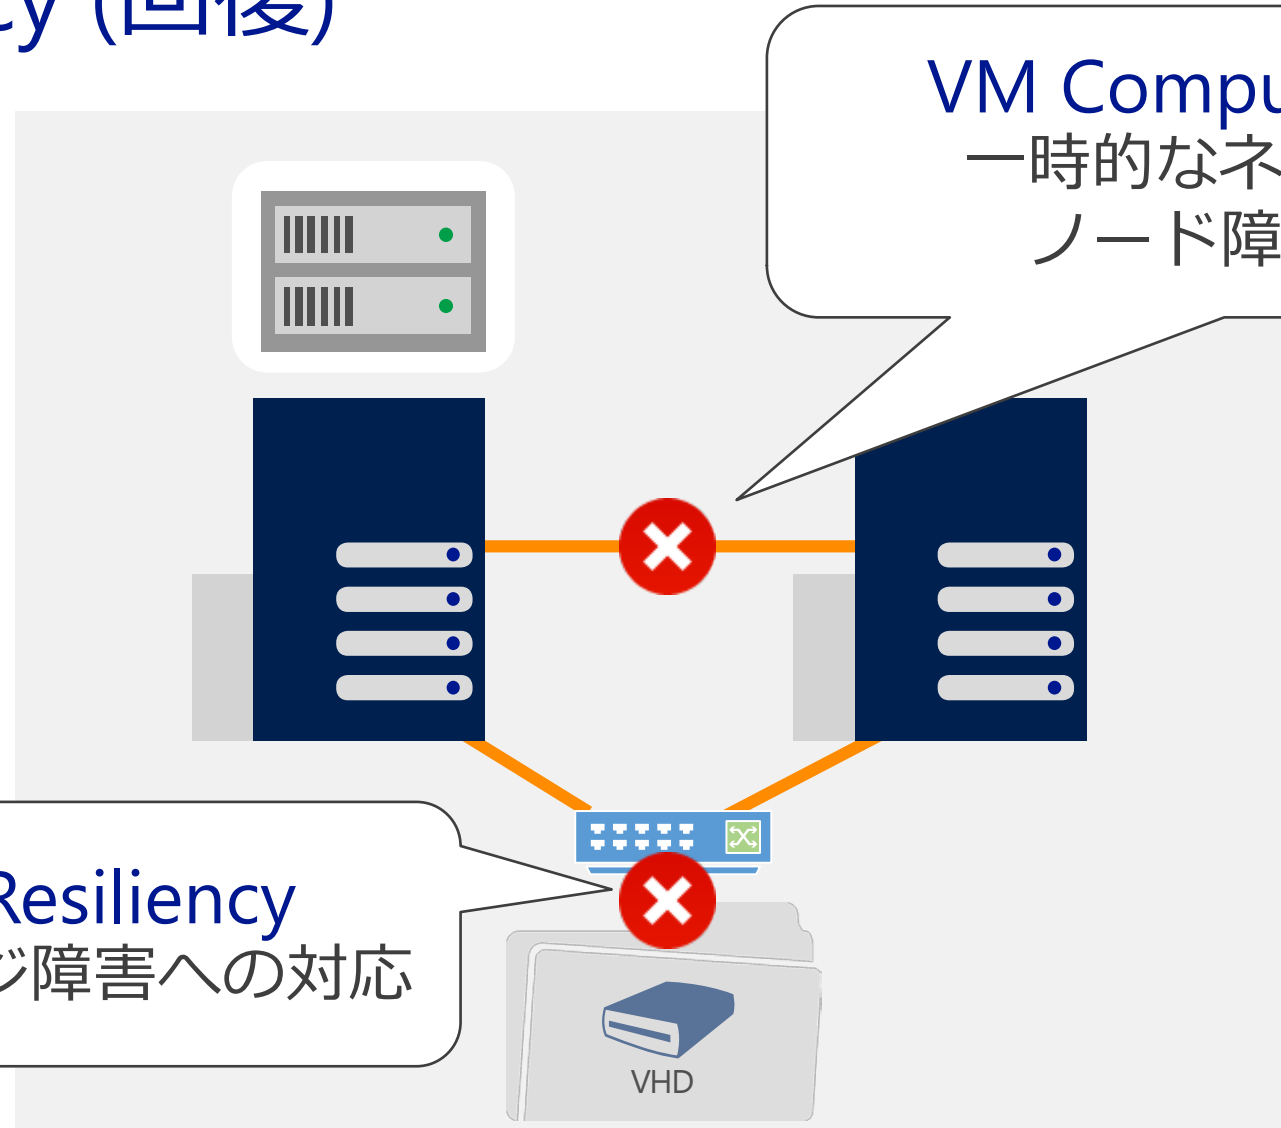 cy (回復)
VM Compu
一時的なネ
ノード障
Resiliency
ジ障害への対応
VHD